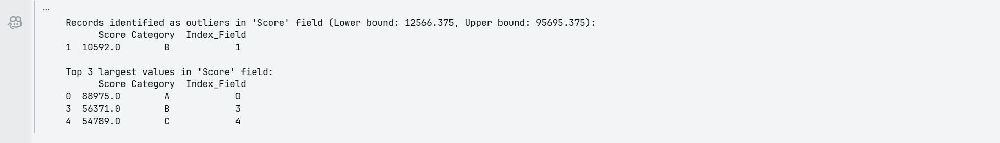 ...
Records identified as outliers in 'Score' field (Lower bound: 12566.375, Upper bound: 95695.375):
      Score Category  Index_Field
1  10592.0        B            1
Top 3 largest values in 'Score' field:
      Score Category  Index_Field
0  88975.0        A            0
3  56371.0        B            3
4  54789.0        C            4